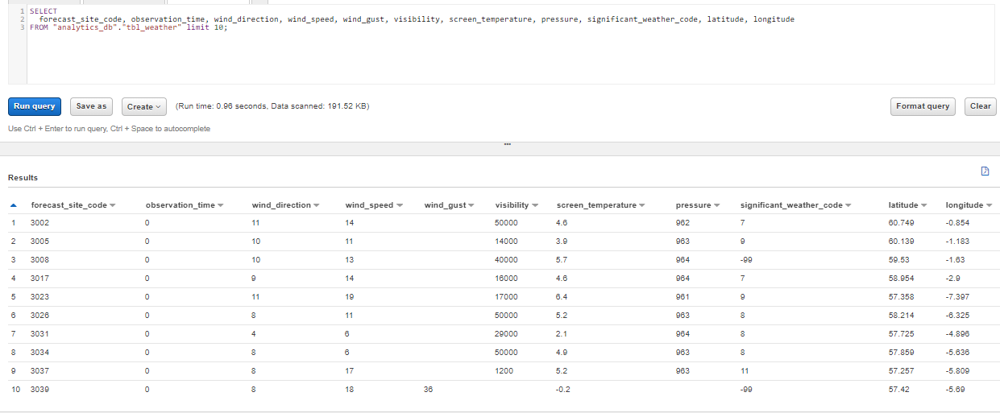 1 SELECT
2 forecast_site_code, observation_time, wind_direction, wind_speed, wind_gust, visibility, screen_temperature, pressure, significant_weather_code, latitude, longitude
3 FROM "analytics_db"."tbl_weather" limit 10;
Run query Save as Create (Run time: 0.96 seconds, Data scanned: 191.52 KB) Format query Clear
Use Ctrl + Enter to run query, Ctrl + Space to autocomplete
Results
forecast_site_code observation_time wind_direction wind_speed wind_gust visibility screen_temperature pressure significant_weather_code latitude longitude
1 3002 0 11 14 50000 4.6 962 7 60.749 -0.854
2 3005 0 10 11 14000 3.9 963 9 60.139 -1.183
3 3008 0 10 13 40000 5.7 964 -99 59.53 -1.63
4 3017 0 9 14 16000 4.6 964 7 58.954 -2.9
5 3023 0 11 19 17000 6.4 961 9 57.358 -7.397
6 3026 0 8 11 50000 5.2 963 8 58.214 -6.325
7 3031 0 4 6 29000 2.1 964 8 57.725 -4.896
8 3034 0 8 6 50000 4.9 963 8 57.859 -5.636
9 3037 0 8 17 1200 5.2 963 11 57.257 -5.809
10 3039 0 8 18 36 -0.2 -99 57.42 -5.69